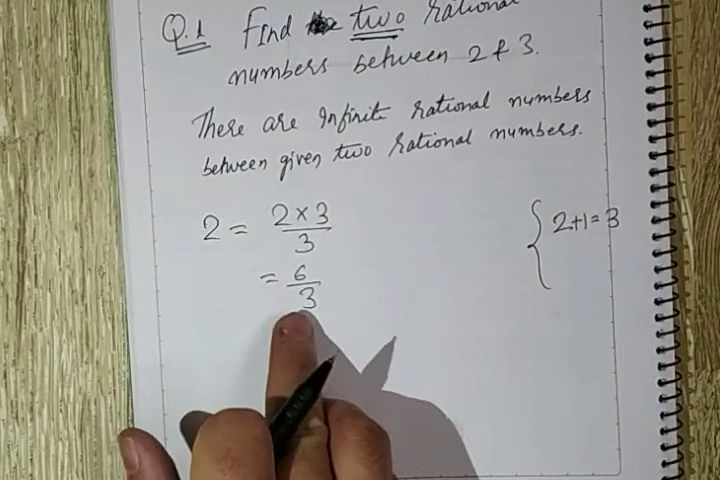 Q.1 Find two rational
numbers between 2 & 3.
There are Infinite rational numbers
between given two rational numbers.
2 = 2 × 3 / 3
= 6 / 3
{ 2+1=3